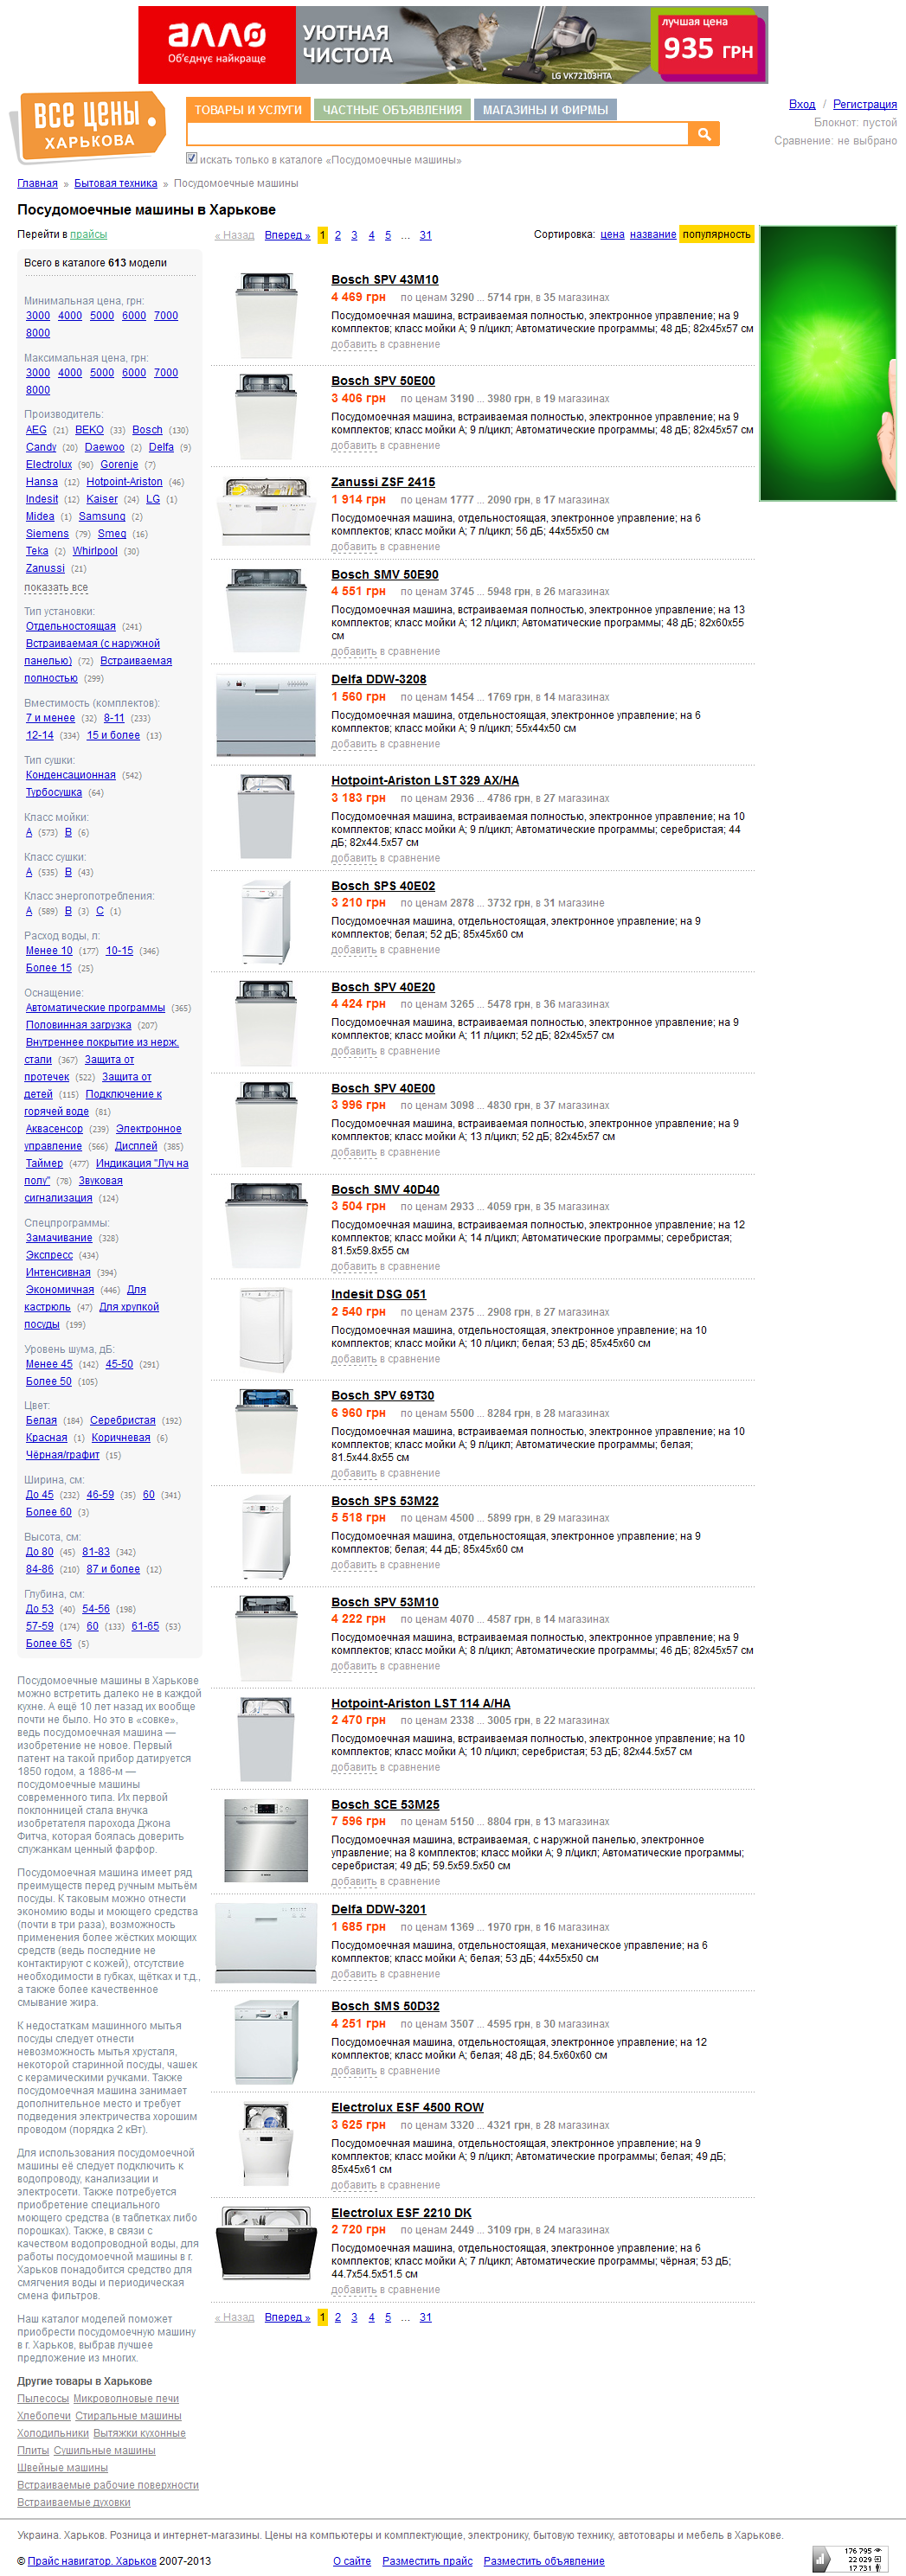 алло
Об'єднуйте найкраще
УЮТНАЯ
ЧИСТОТА
LG VK72103HTA
лучшая цена
935 ГРН
ВСЕ ЦЕНЫ
ХАРЬКОВА
ТОВАРЫ И УСЛУГИ ЧАСТНЫЕ ОБЪЯВЛЕНИЯ МАГАЗИНЫ И ФИРМЫ
искать только в каталоге «Посудомоечные машины»
Вход / Регистрация
Блокнот: пустой
Сравнение: не выбрано
Главная » Бытовая техника » Посудомоечные машины
Посудомоечные машины в Харькове
Перейти в прайсы
Всего в каталоге 613 модели
Минимальная цена, грн:
3000 4000 5000 6000 7000
8000
Максимальная цена, грн:
3000 4000 5000 6000 7000
8000
Производитель:
AEG (21) BEKO (33) Bosch (130)
Candy (20) Daewoo (2) Delfa (9)
Electrolux (90) Gorenje (7)
Hansa (12) Hotpoint-Ariston (46)
Indesit (12) Kaiser (24) LG (1)
Midea (1) Samsung (2)
Siemens (79) Smeg (16)
Teka (2) Whirlpool (30)
Zanussi (21)
показать все
Тип установки:
Отдельностоящая (241)
Встраиваемая (с наружной
панелью) (72) Встраиваемая
полностью (299)
Вместимость (комплектов):
7 и менее (32) 8-11 (233)
12-14 (334) 15 и более (13)
Тип сушки:
Конденсационная (542)
Турбосушка (64)
Класс мойки:
A (573) B (6)
Класс сушки:
A (535) B (43)
Класс энергопотребления:
A (589) B (3) C (1)
Расход воды, л:
Менее 10 (177) 10-15 (346)
Более 15 (25)
Оснащение:
Автоматические программы (365)
Половинная загрузка (207)
Внутреннее покрытие из нерж.
стали (367) Защита от
протечек (522) Защита от
детей (115) Подключение к
горячей воде (81)
Аквасенсор (239) Электронное
управление (566) Дисплей (385)
Таймер (477) Индикация "Луч на
полу" (78) Звуковая
сигнализация (124)
Спецпрограммы:
Замачивание (328)
Экспресс (434)
Интенсивная (394)
Экономичная (446) Для
кастрюль (47) Для хрупкой
посуды (199)
Уровень шума, дБ:
Менее 45 (142) 45-50 (291)
Более 50 (105)
Цвет:
Белая (184) Серебристая (192)
Красная (1) Коричневая (6)
Чёрная/графит (15)
Ширина, см:
До 45 (232) 46-59 (35) 60 (341)
Более 60 (3)
Высота, см:
До 80 (45) 81-83 (342)
84-86 (210) 87 и более (12)
Глубина, см:
До 53 (40) 54-56 (198)
57-59 (174) 60 (133) 61-65 (53)
Более 65 (5)
Посудомоечные машины в Харькове
можно встретить далеко не в каждой
кухне. А ещё 10 лет назад их вообще
почти не было. Но это в «совке»,
ведь посудомоечная машина —
изобретение не новое. Первый
патент на такой прибор датируется
1850 годом, а 1886-м —
посудомоечные машины
современного типа. Их первой
поклонницей стала внучка
изобретателя парохода Джона
Фитча, которая боялась доверить
служанкам ценный фарфор.
Посудомоечная машина имеет ряд
преимуществ перед ручным мытьём
посуды. К таковым можно отнести
экономию воды и моющего средства
(почти в три раза), возможность
применения более жёстких моющих
средств (ведь последние не
контактируют с кожей), отсутствие
необходимости в губках, щётках и т.д.,
а также более качественное
смывание жира.
К недостаткам машинного мытья
посуды следует отнести
невозможность мытья хрусталя,
некоторой старинной посуды, чашек
с керамическими ручками. Также
посудомоечная машина занимает
дополнительное место и требует
подведения электричества хорошим
проводом (порядка 2 кВт).
Для использования посудомоечной
машины её следует подключить к
водопроводу, канализации и
электросети. Также потребуется
приобретение специального
моющего средства (в таблетках либо
порошках). Также, в связи с
качеством водопроводной воды, для
работы посудомоечной машины в г.
Харьков понадобится средство для
смягчения воды и периодическая
смена фильтров.
Наш каталог моделей поможет
приобрести посудомоечную машину
в г. Харьков, выбрав лучшее
предложение из многих.
Другие товары в Харькове
Пылесосы Микроволновые печи
Хлебопечи Стиральные машины
Холодильники Вытяжки кухонные
Плиты Сушильные машины
Швейные машины
Встраиваемые рабочие поверхности
Встраиваемые духовки
« Назад Вперед » 1 2 3 4 5 ... 31
Сортировка: цена название популярность
Bosch SPV 43M10
4 469 грн по ценам 3290 ... 5714 грн, в 35 магазинах
Посудомоечная машина, встраиваемая полностью, электронное управление; на 9
комплектов; класс мойки A; 9 л/цикл; Автоматические программы; 48 дБ; 82x45x57 см
добавить в сравнение
Bosch SPV 50E00
3 406 грн по ценам 3190 ... 3980 грн, в 19 магазинах
Посудомоечная машина, встраиваемая полностью, электронное управление; на 9
комплектов; класс мойки A; 9 л/цикл; Автоматические программы; 48 дБ; 82x45x57 см
добавить в сравнение
Zanussi ZSF 2415
1 914 грн по ценам 1777 ... 2090 грн, в 17 магазинах
Посудомоечная машина, отдельностоящая, электронное управление; на 6
комплектов; класс мойки A; 7 л/цикл; 56 дБ; 44x55x50 см
добавить в сравнение
Bosch SMV 50E90
4 551 грн по ценам 3745 ... 5948 грн, в 26 магазинах
Посудомоечная машина, встраиваемая полностью, электронное управление; на 13
комплектов; класс мойки A; 12 л/цикл; Автоматические программы; 48 дБ; 82x60x55
см
добавить в сравнение
Delfa DDW-3208
1 560 грн по ценам 1454 ... 1769 грн, в 14 магазинах
Посудомоечная машина, отдельностоящая, электронное управление; на 6
комплектов; класс мойки A; 9 л/цикл; 55x44x50 см
добавить в сравнение
Hotpoint-Ariston LST 329 AX/HA
3 183 грн по ценам 2936 ... 4786 грн, в 27 магазинах
Посудомоечная машина, встраиваемая полностью, электронное управление; на 10
комплектов; класс мойки A; 9 л/цикл; Автоматические программы; серебристая; 44
дБ; 82x44.5x57 см
добавить в сравнение
Bosch SPS 40E02
3 210 грн по ценам 2878 ... 3732 грн, в 31 магазине
Посудомоечная машина, отдельностоящая, электронное управление; на 9
комплектов; белая; 52 дБ; 85x45x60 см
добавить в сравнение
Bosch SPV 40E20
4 424 грн по ценам 3265 ... 5478 грн, в 36 магазинах
Посудомоечная машина, встраиваемая полностью, электронное управление; на 9
комплектов; класс мойки A; 11 л/цикл; 52 дБ; 82x45x57 см
добавить в сравнение
Bosch SPV 40E00
3 996 грн по ценам 3098 ... 4830 грн, в 37 магазинах
Посудомоечная машина, встраиваемая полностью, электронное управление; на 9
комплектов; класс мойки A; 13 л/цикл; 52 дБ; 82x45x57 см
добавить в сравнение
Bosch SMV 40D40
3 504 грн по ценам 2933 ... 4059 грн, в 35 магазинах
Посудомоечная машина, встраиваемая полностью, электронное управление; на 12
комплектов; класс мойки A; 14 л/цикл; Автоматические программы; серебристая;
81.5x59.8x55 см
добавить в сравнение
Indesit DSG 051
2 540 грн по ценам 2375 ... 2908 грн, в 27 магазинах
Посудомоечная машина, отдельностоящая, электронное управление; на 10
комплектов; класс мойки A; 10 л/цикл; белая; 53 дБ; 85x45x60 см
добавить в сравнение
Bosch SPV 69T30
6 960 грн по ценам 5500 ... 8284 грн, в 28 магазинах
Посудомоечная машина, встраиваемая полностью, электронное управление; на 10
комплектов; класс мойки A; 9 л/цикл; Автоматические программы; белая;
81.5x44.8x55 см
добавить в сравнение
Bosch SPS 53M22
5 518 грн по ценам 4500 ... 5899 грн, в 29 магазинах
Посудомоечная машина, отдельностоящая, электронное управление; на 9
комплектов; белая; 44 дБ; 85x45x60 см
добавить в сравнение
Bosch SPV 53M10
4 222 грн по ценам 4070 ... 4587 грн, в 14 магазинах
Посудомоечная машина, встраиваемая полностью, электронное управление; на 9
комплектов; класс мойки A; 8 л/цикл; Автоматические программы; 46 дБ; 82x45x57 см
добавить в сравнение
Hotpoint-Ariston LST 114 A/HA
2 470 грн по ценам 2338 ... 3005 грн, в 22 магазинах
Посудомоечная машина, встраиваемая полностью, электронное управление; на 10
комплектов; класс мойки A; 10 л/цикл; серебристая; 53 дБ; 82x44.5x57 см
добавить в сравнение
Bosch SCE 53M25
7 596 грн по ценам 5150 ... 8804 грн, в 13 магазинах
Посудомоечная машина, встраиваемая, с наружной панелью, электронное
управление; на 8 комплектов; класс мойки A; 9 л/цикл; Автоматические программы;
серебристая; 49 дБ; 59.5x59.5x50 см
добавить в сравнение
Delfa DDW-3201
1 685 грн по ценам 1369 ... 1970 грн, в 16 магазинах
Посудомоечная машина, отдельностоящая, механическое управление; на 6
комплектов; класс мойки A; белая; 53 дБ; 44x55x50 см
добавить в сравнение
Bosch SMS 50D32
4 251 грн по ценам 3507 ... 4595 грн, в 30 магазинах
Посудомоечная машина, отдельностоящая, электронное управление; на 12
комплектов; класс мойки A; белая; 48 дБ; 84.5x60x60 см
добавить в сравнение
Electrolux ESF 4500 ROW
3 625 грн по ценам 3320 ... 4321 грн, в 28 магазинах
Посудомоечная машина, отдельностоящая, электронное управление; на 9
комплектов; класс мойки A; 9 л/цикл; Автоматические программы; белая; 49 дБ;
85x45x61 см
добавить в сравнение
Electrolux ESF 2210 DK
2 720 грн по ценам 2449 ... 3109 грн, в 24 магазинах
Посудомоечная машина, отдельностоящая, электронное управление; на 6
комплектов; класс мойки A; 7 л/цикл; Автоматические программы; чёрная; 53 дБ;
44.7x54.5x51.5 см
добавить в сравнение
« Назад Вперед » 1 2 3 4 5 ... 31
Украина. Харьков. Розница и интернет-магазины. Цены на компьютеры и комплектующие, электронику, бытовую технику, автотовары и мебель в Харькове.
© Прайс навигатор. Харьков 2007-2013
О сайте Разместить прайс Разместить объявление
176 795
22 029
17 731